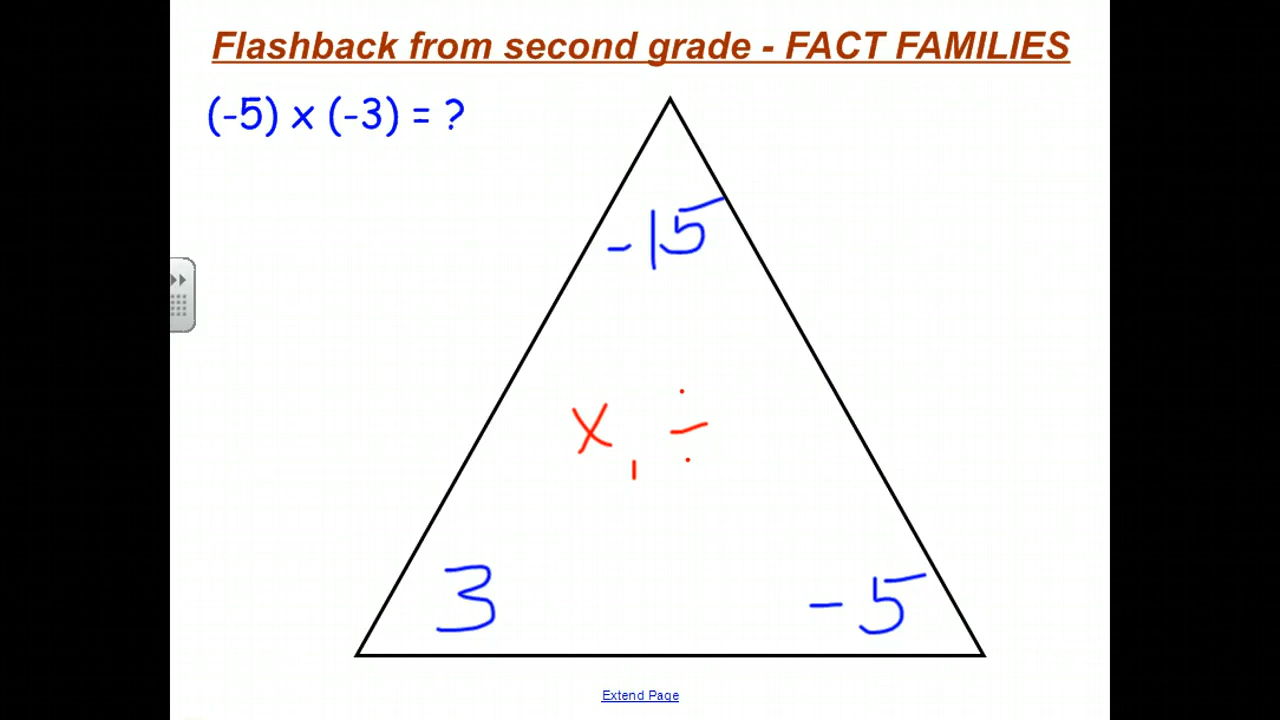 Flashback from second grade - FACT FAMILIES
(-5) x (-3) = ?
-15
x, ÷
3
-5
Extend Page